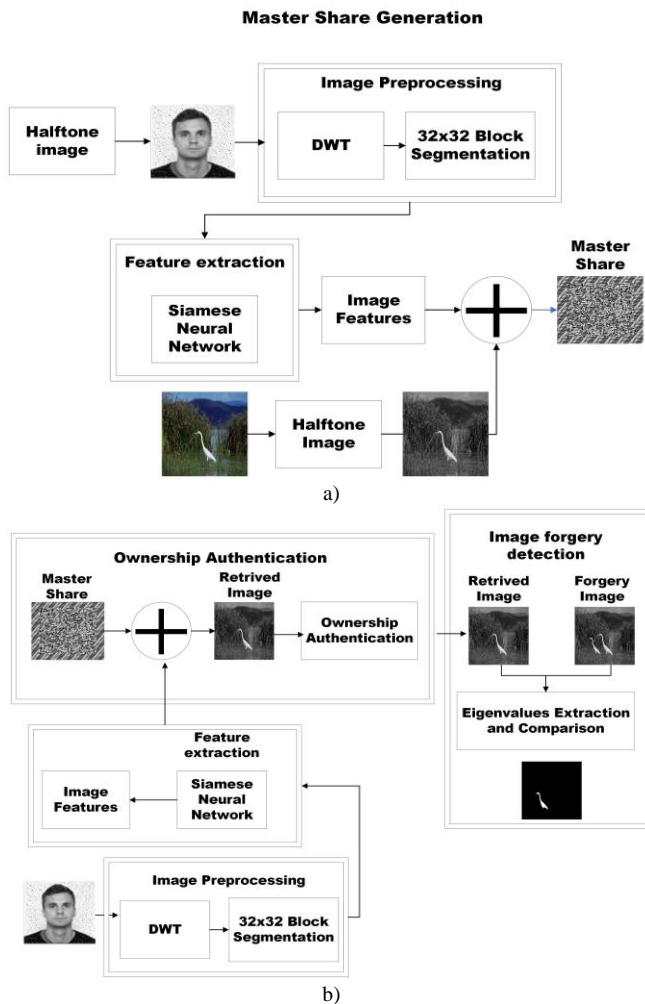 Master Share Generation
Image Preprocessing
Halftone
image
DWT
32x32 Block
Segmentation
Feature extraction
Siamese
Neural
Network
Image
Features
Master
Share
Halftone
Image
a)
Ownership Authentication
Master
Share
Retrived
Image
Ownership
Authentication
Image forgery
detection
Retrived
Image
Forgery
Image
Eigenvalues Extraction
and Comparison
Feature
extraction
Image
Features
Siamese
Neural
Network
Image Preprocessing
DWT
32x32 Block
Segmentation
b)